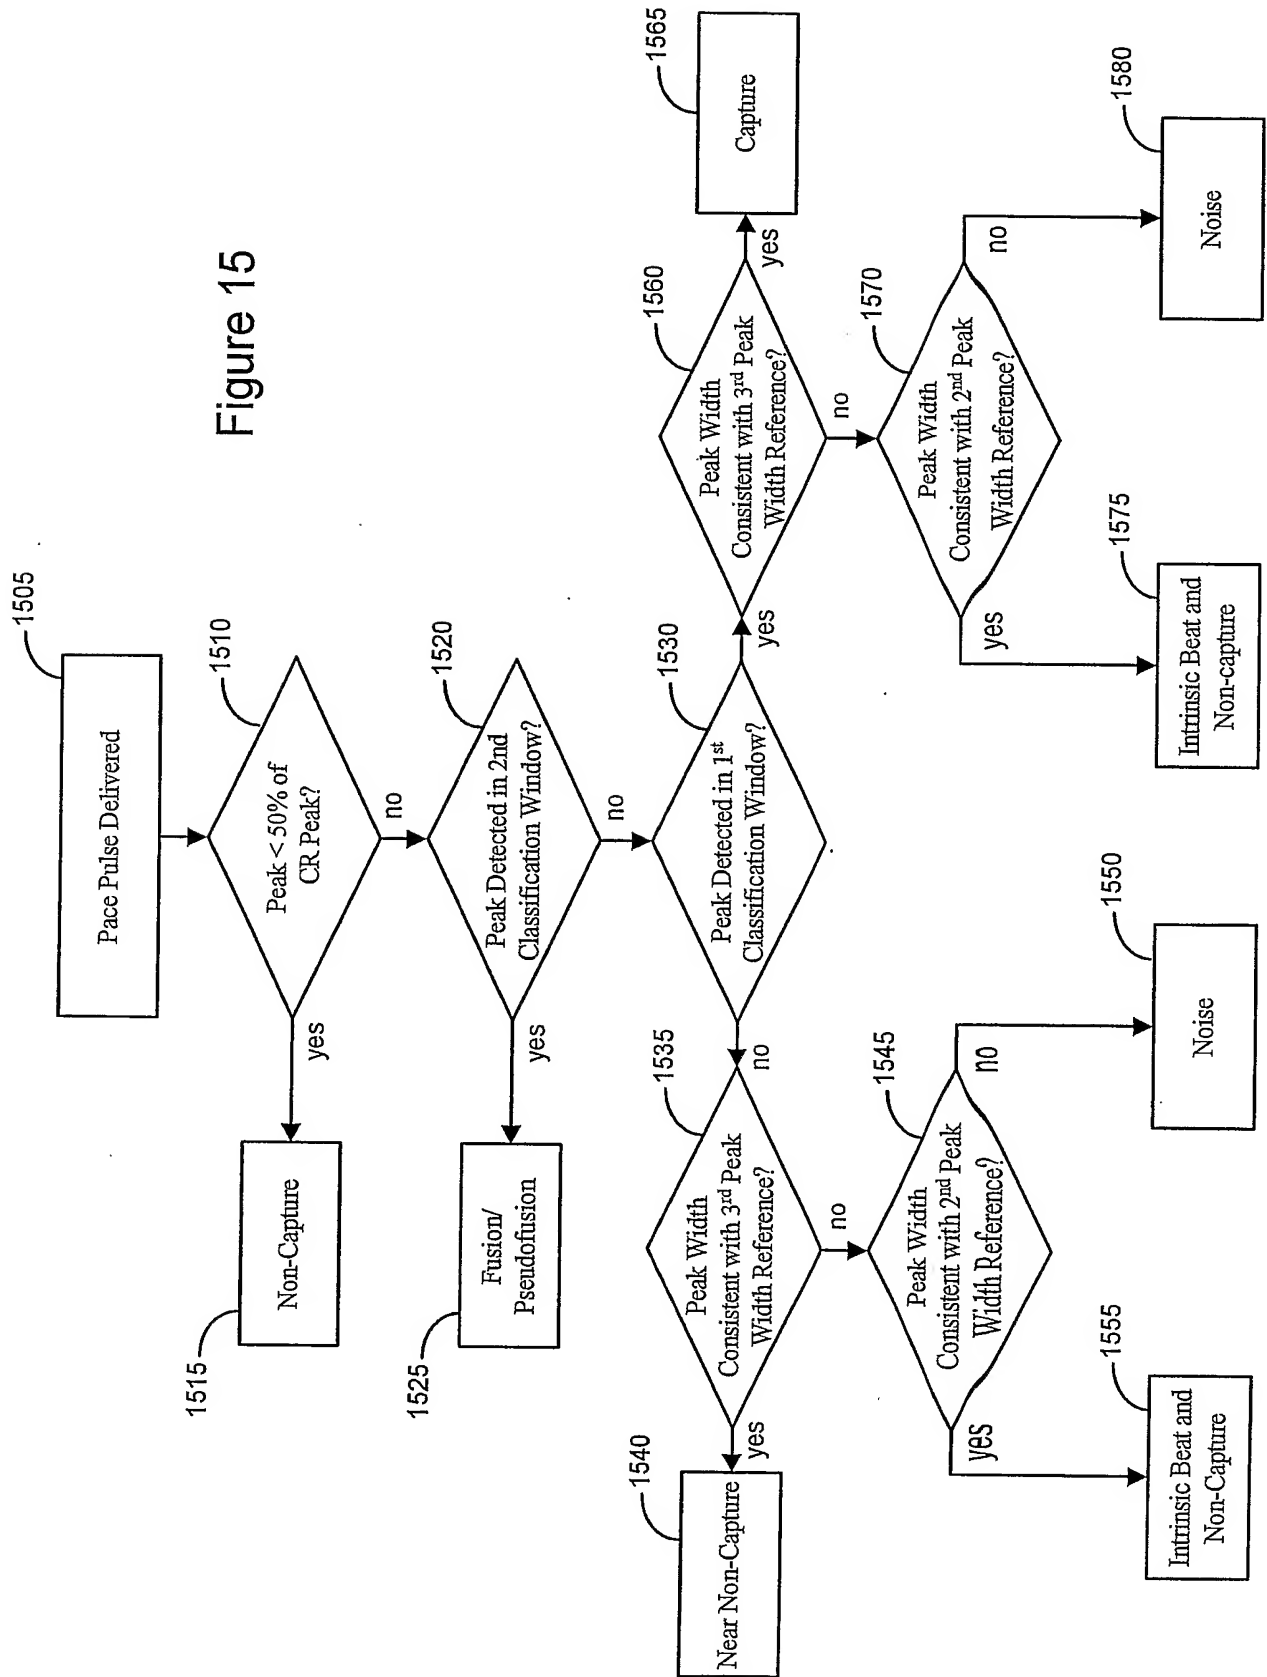 Figure 15
1505
Pace Pulse Delivered
1510
Peak < 50% of
CR Peak?
yes
no
1515
Non-Capture
1520
Peak Detected in 2nd
Classification Window?
yes
no
1525
Fusion/
Pseudofusion
1530
Peak Detected in 1st
Classification Window?
no
yes
1535
Peak Width
Consistent with 3rd Peak
Width Reference?
yes
no
1540
Near Non-Capture
1545
Peak Width
Consistent with 2nd Peak
Width Reference?
yes
no
1555
Intrinsic Beat and
Non-Capture
1550
Noise
1560
Peak Width
Consistent with 3rd Peak
Width Reference?
yes
no
1565
Capture
1570
Peak Width
Consistent with 2nd Peak
Width Reference?
yes
no
1575
Intrinsic Beat and
Non-capture
1580
Noise